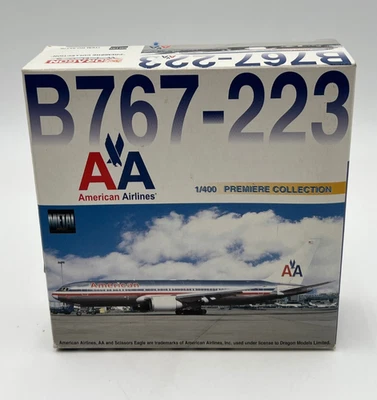 DRAGON
B767-223
B767-223
AA
American Airlines
1/400 PREMIERE COLLECTION
American
AA
American Airlines, AA and Scissors Eagle are trademarks of American Airlines, Inc. used under license to Dragon Models Limited.